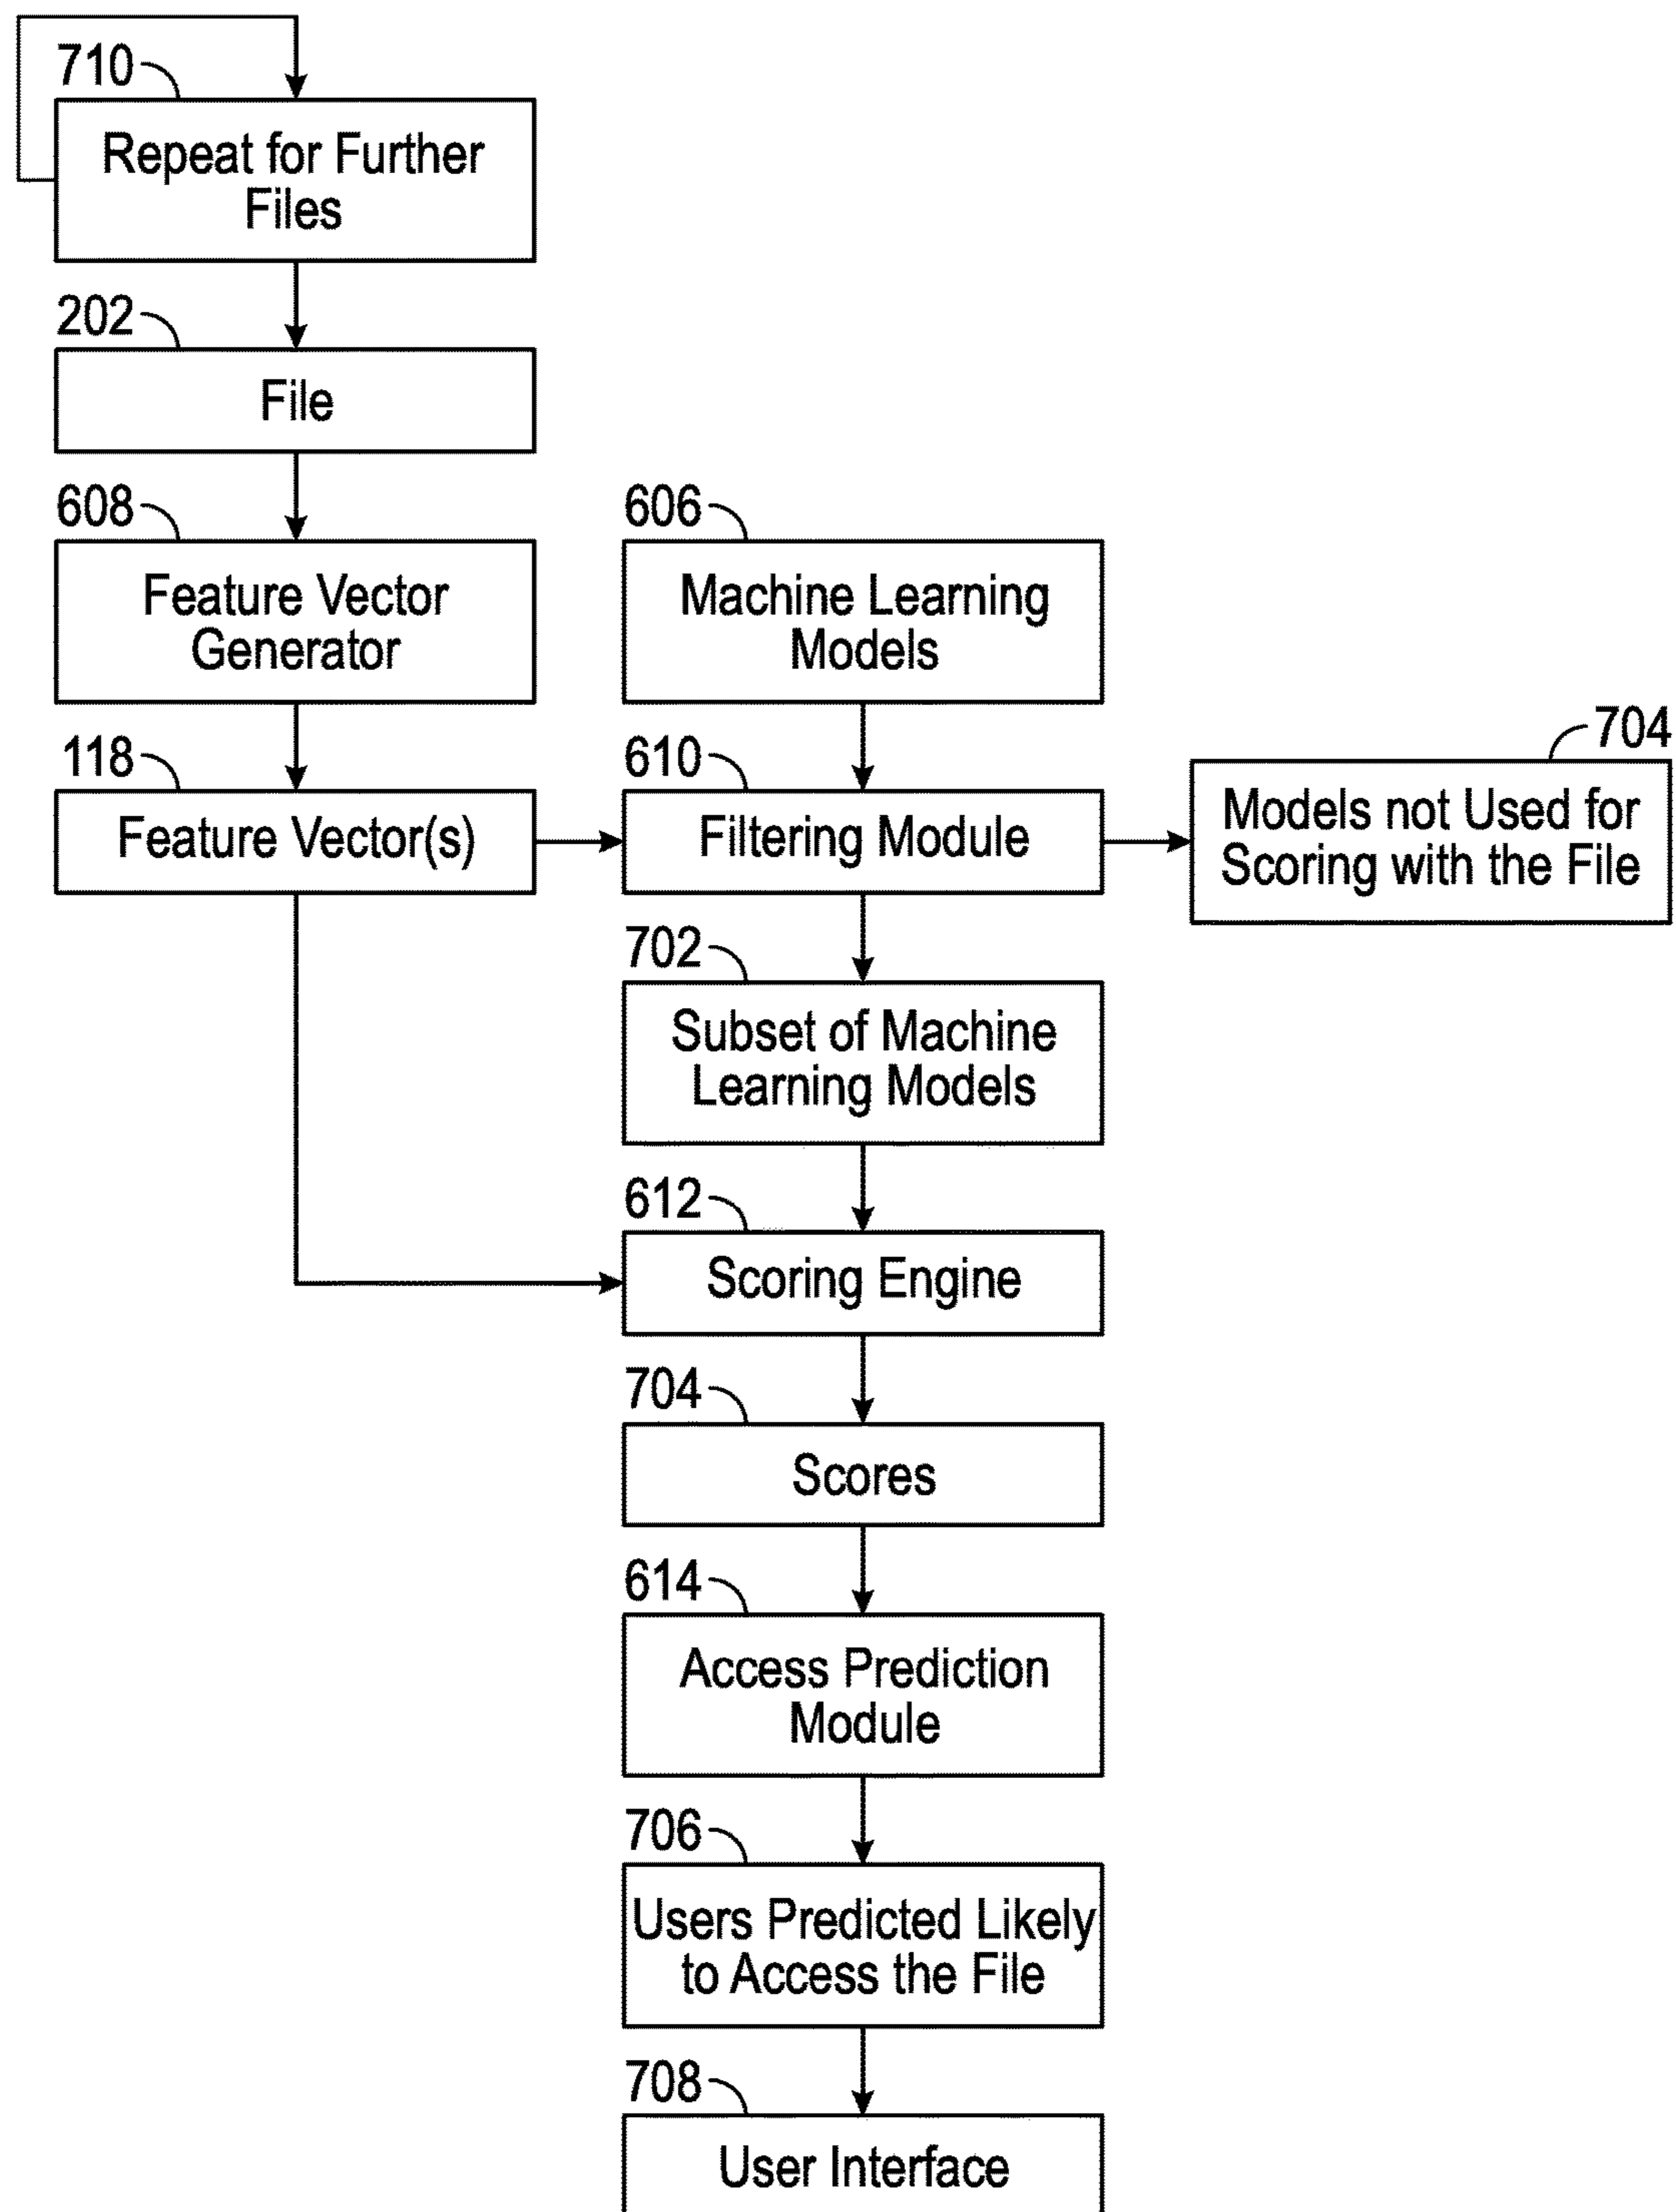 710
Repeat for Further
Files
202
File
608
Feature Vector
Generator
606
Machine Learning
Models
118
Feature Vector(s)
610
Filtering Module
704
Models not Used for
Scoring with the File
702
Subset of Machine
Learning Models
612
Scoring Engine
704
Scores
614
Access Prediction
Module
706
Users Predicted Likely
to Access the File
708
User Interface